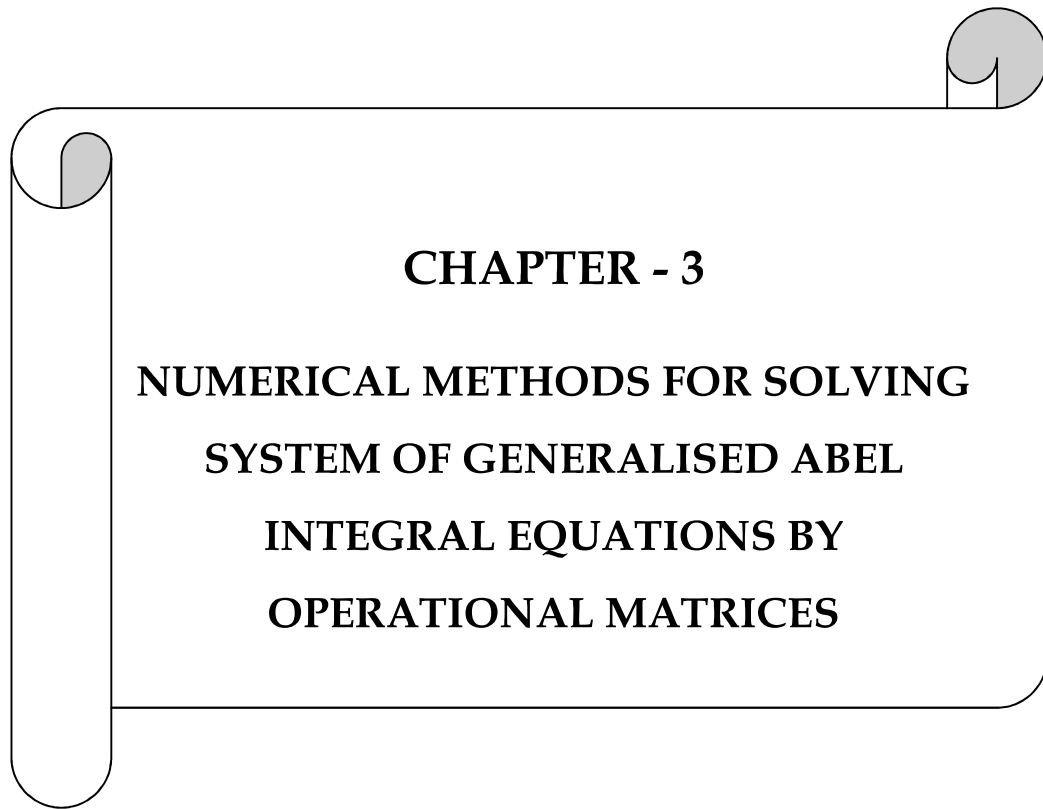 CHAPTER - 3
NUMERICAL METHODS FOR SOLVING
SYSTEM OF GENERALISED ABEL
INTEGRAL EQUATIONS BY
OPERATIONAL MATRICES